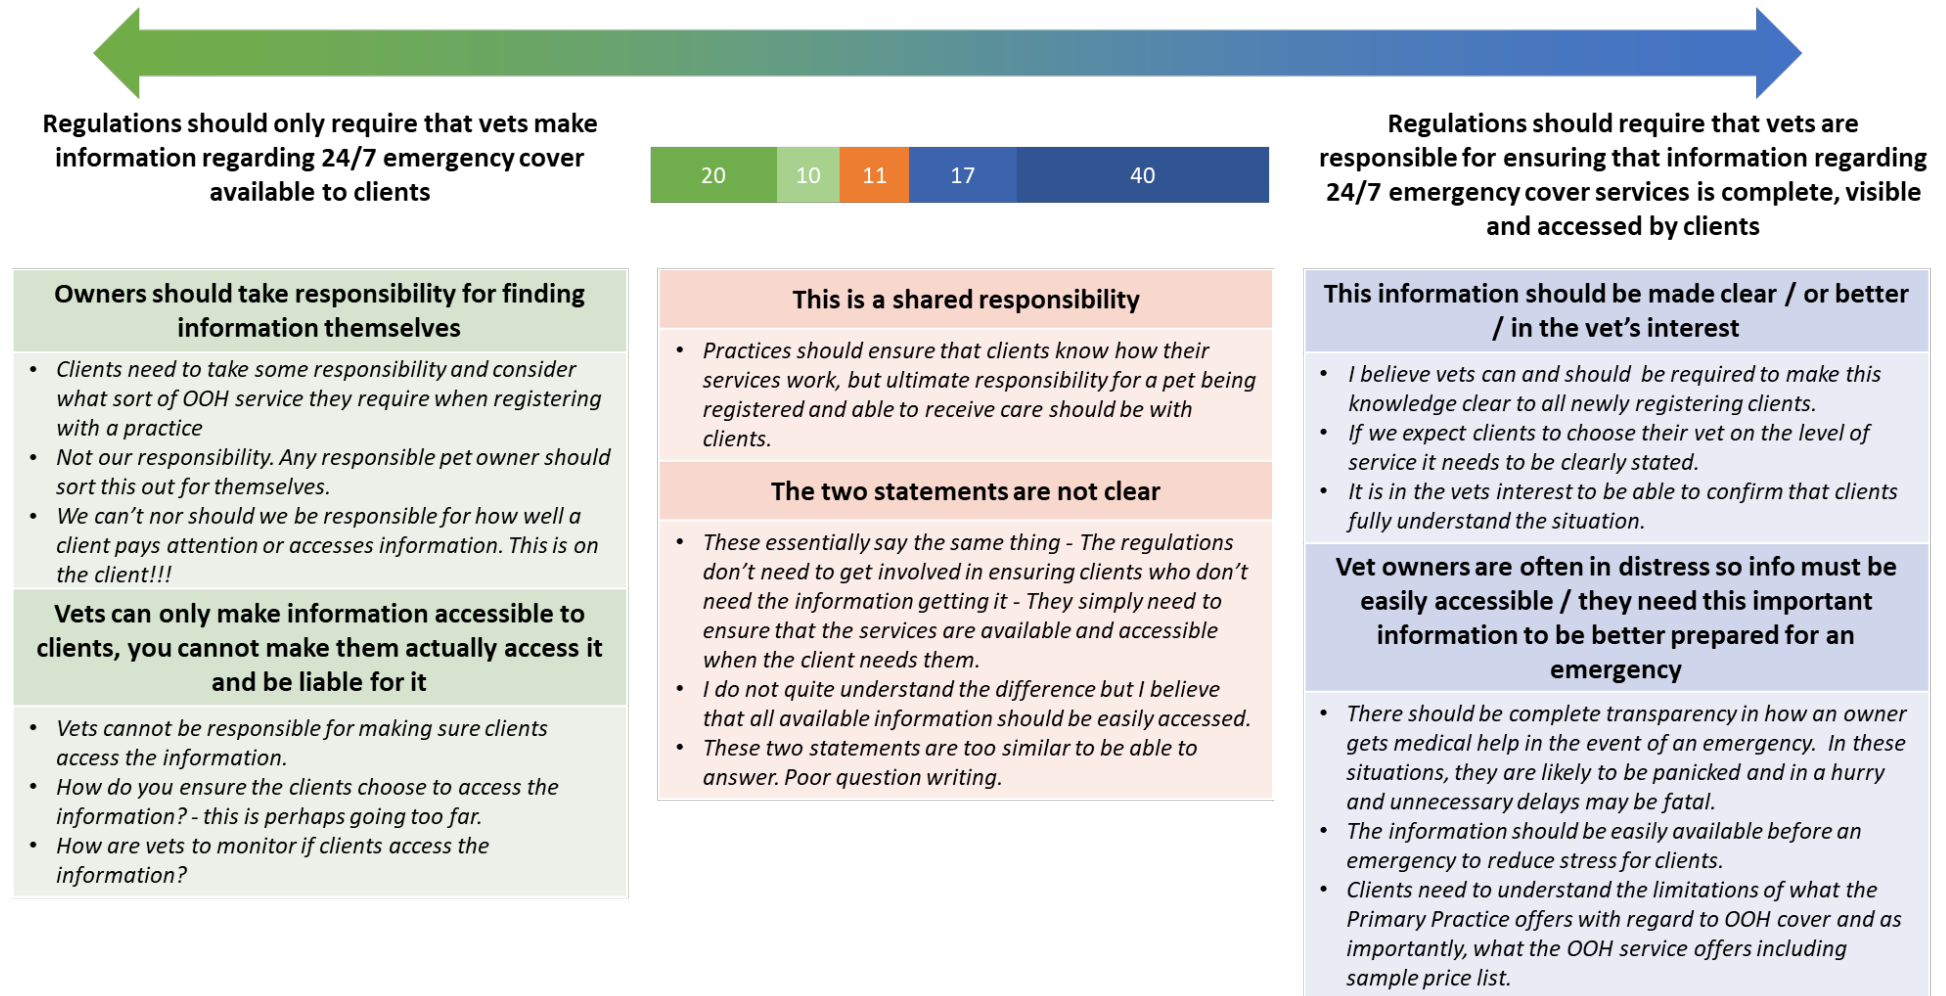 Regulations should only require that vets make
information regarding 24/7 emergency cover
available to clients
20 10 11 17 40
Regulations should require that vets are
responsible for ensuring that information regarding
24/7 emergency cover services is complete, visible
and accessed by clients
Owners should take responsibility for finding
information themselves
• Clients need to take some responsibility and consider
what sort of OOH service they require when registering
with a practice
• Not our responsibility. Any responsible pet owner should
sort this out for themselves.
• We can't nor should we be responsible for how well a
client pays attention or accesses information. This is on
the client!!!
Vets can only make information accessible to
clients, you cannot make them actually access it
and be liable for it
• Vets cannot be responsible for making sure clients
access the information.
• How do you ensure the clients choose to access the
information? - this is perhaps going too far.
• How are vets to monitor if clients access the
information?
This is a shared responsibility
• Practices should ensure that clients know how their
services work, but ultimate responsibility for a pet being
registered and able to receive care should be with
clients.
The two statements are not clear
• These essentially say the same thing - The regulations
don't need to get involved in ensuring clients who don't
need the information getting it - They simply need to
ensure that the services are available and accessible
when the client needs them.
• I do not quite understand the difference but I believe
that all available information should be easily accessed.
• These two statements are too similar to be able to
answer. Poor question writing.
This information should be made clear / or better
/ in the vet's interest
• I believe vets can and should be required to make this
knowledge clear to all newly registering clients.
• If we expect clients to choose their vet on the level of
service it needs to be clearly stated.
• It is in the vets interest to be able to confirm that clients
fully understand the situation.
Vet owners are often in distress so info must be
easily accessible / they need this important
information to be better prepared for an
emergency
• There should be complete transparency in how an owner
gets medical help in the event of an emergency. In these
situations, they are likely to be panicked and in a hurry
and unnecessary delays may be fatal.
• The information should be easily available before an
emergency to reduce stress for clients.
• Clients need to understand the limitations of what the
Primary Practice offers with regard to OOH cover and as
importantly, what the OOH service offers including
sample price list.